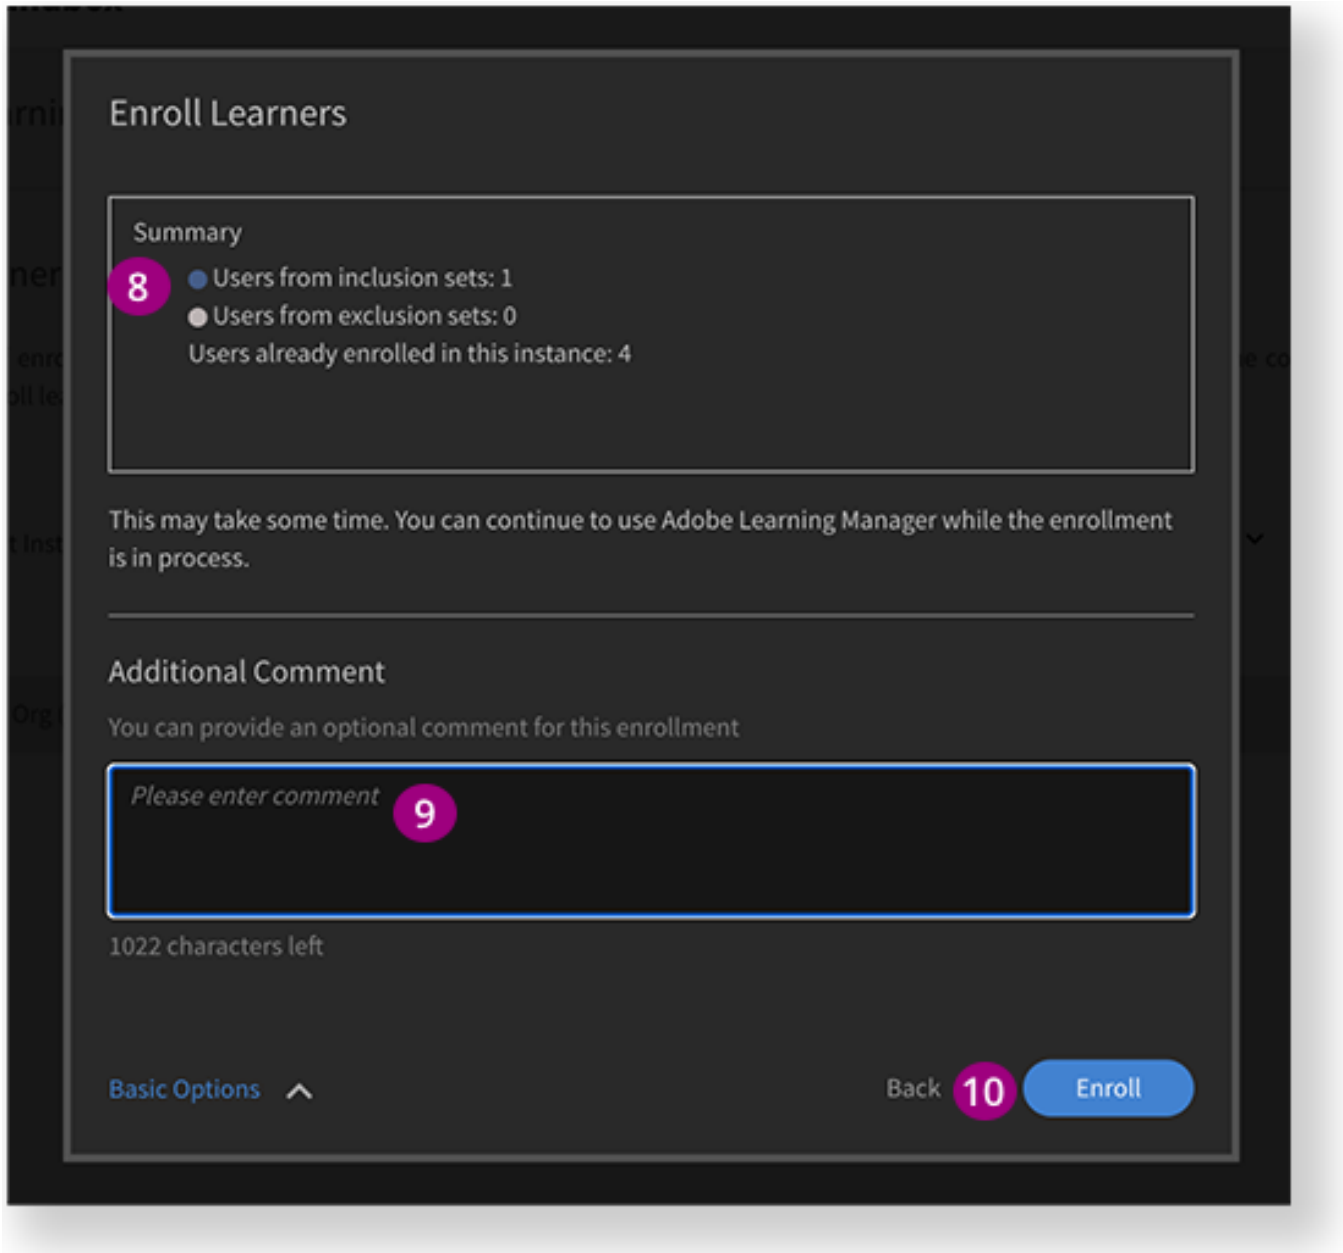 Enroll Learners
Summary
8
Users from inclusion sets: 1
Users from exclusion sets: 0
Users already enrolled in this instance: 4
This may take some time. You can continue to use Adobe Learning Manager while the enrollment
is in process.
Additional Comment
You can provide an optional comment for this enrollment
Please enter comment
9
1022 characters left
Basic Options
Back
10
Enroll